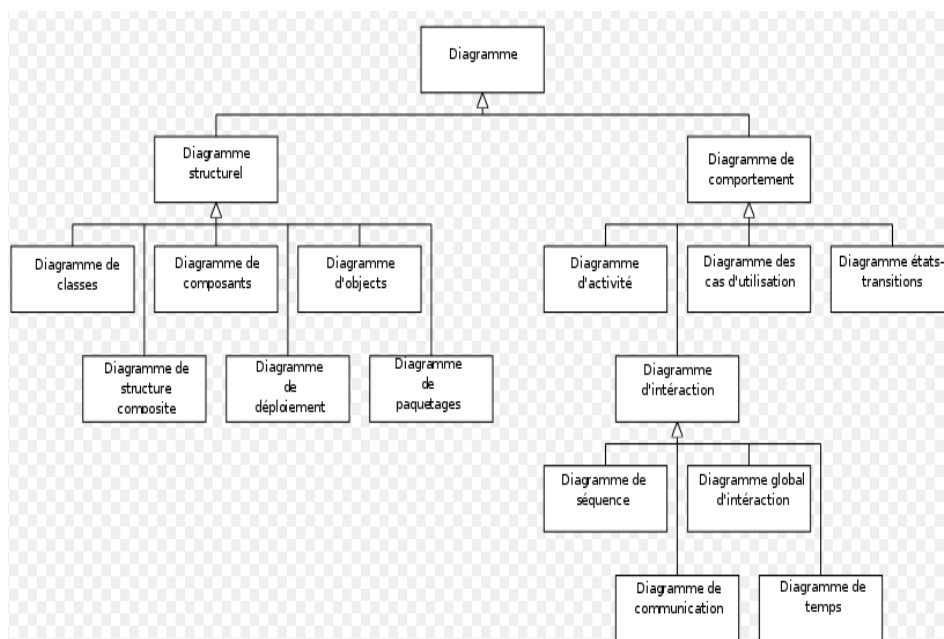 Diagramme
Diagramme
structurel
Diagramme de
comportement
Diagramme de
classes
Diagramme de
composants
Diagramme
d'objects
Diagramme
d'activité
Diagramme des
cas d'utilisation
Diagramme états-
transitions
Diagramme de
structure
composite
Diagramme
de
déploiement
Diagramme
de
paquetages
Diagramme
d'intéraction
Diagramme de
séquence
Diagramme global
d'intéraction
Diagramme de
communication
Diagramme de
temps